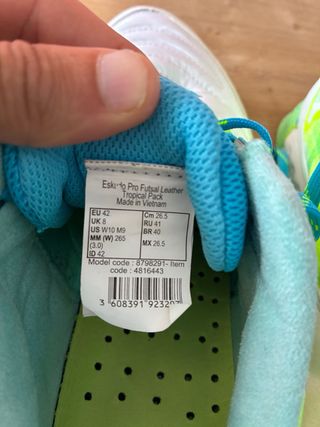 Eskudo Pro Futsal Leather
Tropical Pack
Made in Vietnam
EU 42
UK 8
US W10 M9
MM (W) 265
(3.0)
ID 42
Cm 26.5
RU 41
BR 40
MX 26.5
Model code : 8798291- Item
code : 4816443
3 608391 92320